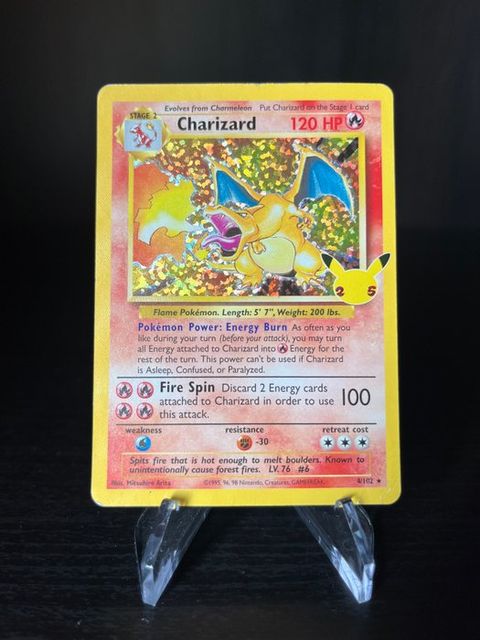 Evolves from Charmeleon Put Charizard on the Stage 1 card
STAGE 2
Charizard 120 HP
25
Flame Pokémon. Length: 5' 7", Weight: 200 lbs.
Pokémon Power: Energy Burn As often as you
like during your turn (before your attack), you may turn
all Energy attached to Charizard into Energy for the
rest of the turn. This power can't be used if Charizard
is Asleep, Confused, or Paralyzed.
Fire Spin Discard 2 Energy cards
attached to Charizard in order to use 100
this attack.
weakness resistance retreat cost
-30
Spits fire that is hot enough to melt boulders. Known to
unintentionally cause forest fires. LV. 76 #6
Illus. Mitsuhiro Arita ©1995, 96, 98 Nintendo, Creatures, GAMEFREAK. 4/102 ★